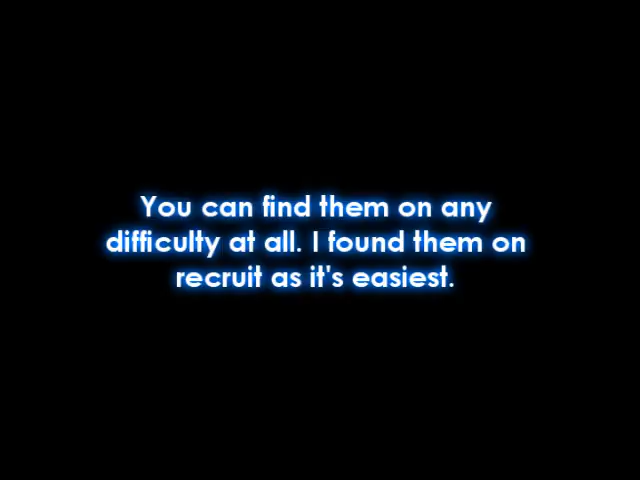 You can find them on any
difficulty at all. I found them on
recruit as it's easiest.